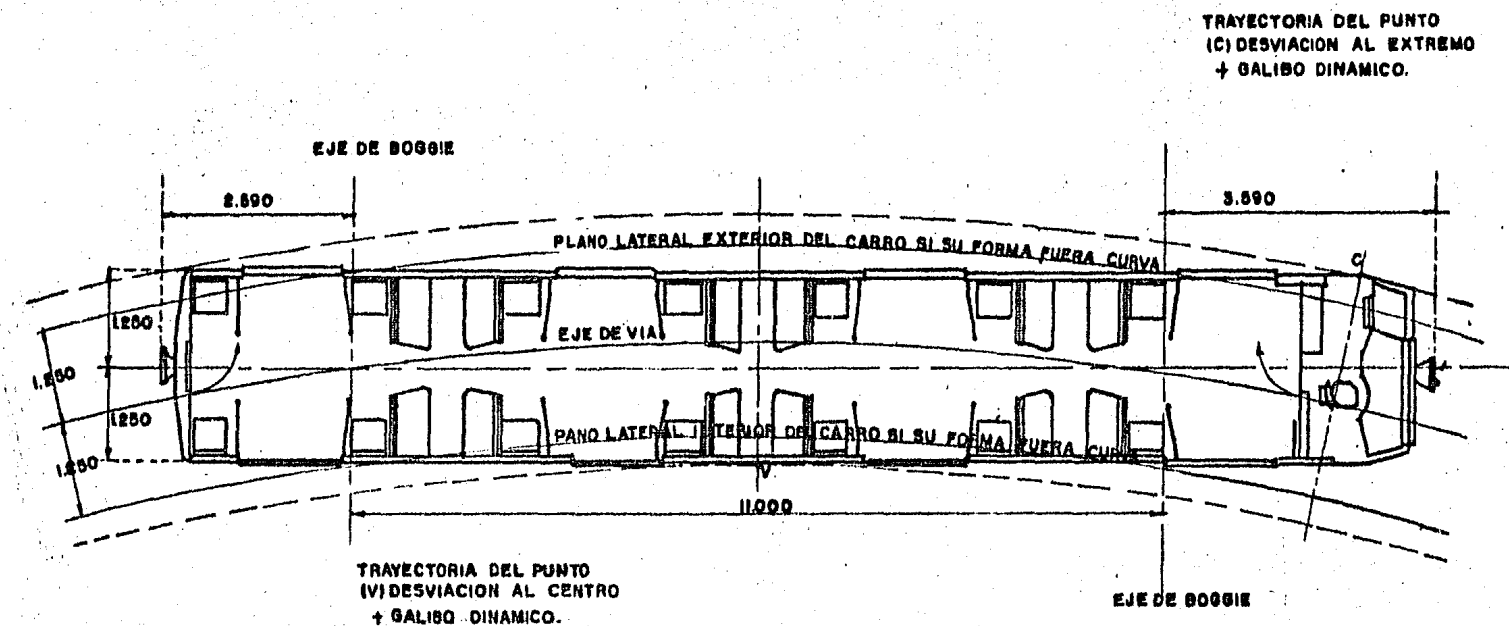 TRAYECTORIA DEL PUNTO
(C) DESVIACION AL EXTREMO
+ GALIBO DINAMICO.
EJE DE BOGGIE
2.590
3.590
PLANO LATERAL EXTERIOR DEL CARRO SI SU FORMA FUERA CURVA
C
1.250
EJE DE VIA
1.250
1.250
PANO LATERAL INTERIOR DEL CARRO SI SU FORMA FUERA CURVA
1.250
V
11.000
TRAYECTORIA DEL PUNTO
(V) DESVIACION AL CENTRO
+ GALIBO DINAMICO.
EJE DE BOGGIE